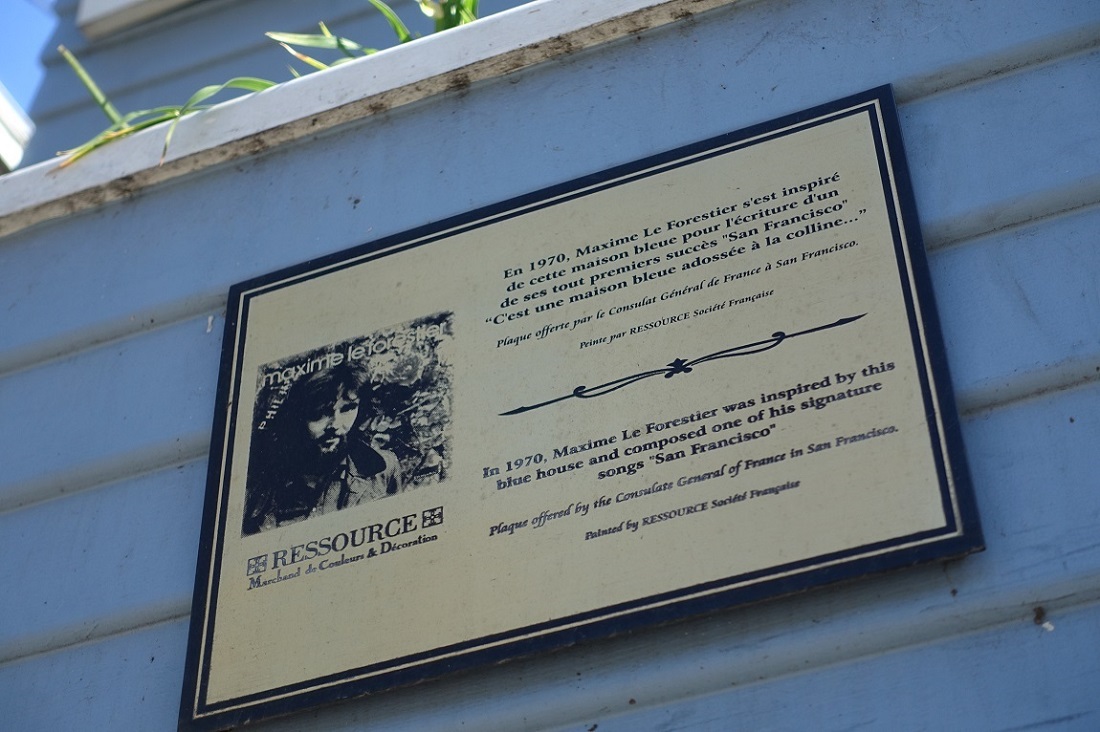 En 1970, Maxime Le Forestier s'est inspiré
de cette maison bleue pour l'écriture d'un
de ses tout premiers succès "San Francisco"
“C'est une maison bleue adossée à la colline...”
Plaque offerte par le Consulat Général de France à San Francisco.
Peinte par RESSOURCE Société Française
maxime le forestier
RESSOURCE
Marchand de Couleurs & Décoration
In 1970, Maxime Le Forestier was inspired by this
blue house and composed one of his signature
songs "San Francisco"
Plaque offered by the Consulate General of France in San Francisco.
Painted by RESSOURCE Société Française